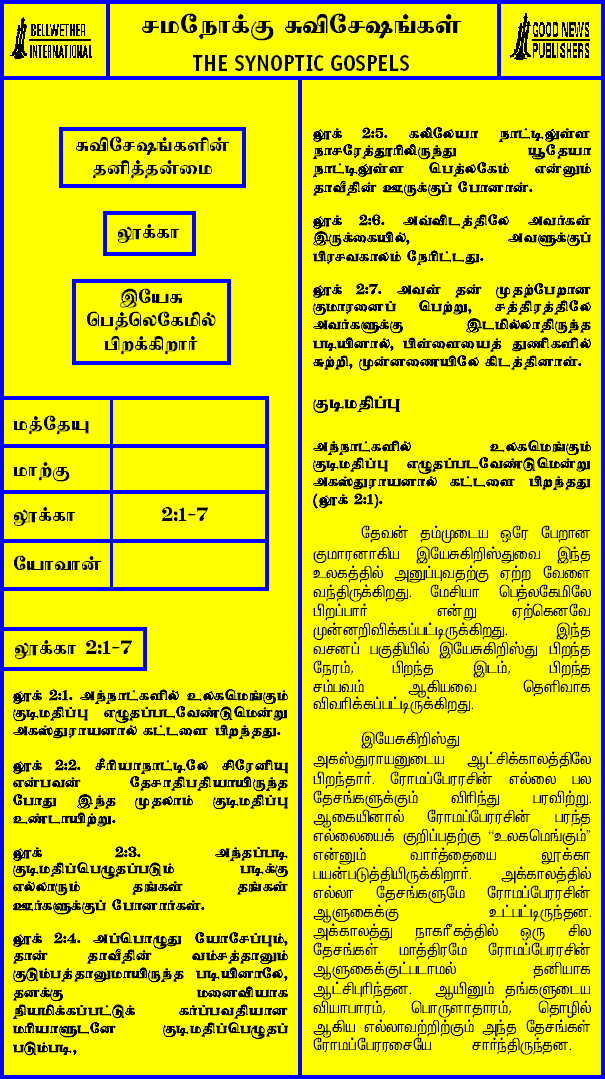 BELLWETHER
INTERNATIONAL
சமநோக்கு சுவிசேஷங்கள்
THE SYNOPTIC GOSPELS
GOOD NEWS
PUBLISHERS
சுவிசேஷங்களின்
தனித்தன்மை
லூக்கா
இயேசு
பெத்லெகேமில்
பிறக்கிறார்
மத்தேயு
மாற்கு
லூக்கா 2:1-7
யோவான்
லூக்கா 2:1-7
லூக் 2:1. அந்நாட்களில் உலகமெங்கும்
குடிமதிப்பு எழுதப்படவேண்டுமென்று
அகஸ்துராயனால் கட்டளை பிறந்தது.
லூக் 2:2. சீரியாநாட்டிலே சிரேனியு
என்பவன் தேசாதிபதியாயிருந்த
போது இந்த முதலாம் குடிமதிப்பு
உண்டாயிற்று.
லூக் 2:3. அந்தப்படி
குடிமதிப்பெழுதப்படும் படிக்கு
எல்லாரும் தங்கள் தங்கள்
ஊர்களுக்குப் போனார்கள்.
லூக் 2:4. அப்பொழுது யோசேப்பும்,
தான் தாவீதின் வம்சத்தானும்
குடும்பத்தானுமாயிருந்த படியினாலே,
தனக்கு மனைவியாக
நியமிக்கப்பட்டுக் கர்ப்பவதியான
மரியாளுடனே குடிமதிப்பெழுதப்
படும்படி,
லூக் 2:5. கலிலேயா நாட்டிலுள்ள
நாசரேத்தூரிலிருந்து யூதேயா
நாட்டிலுள்ள பெத்லகேம் என்னும்
தாவீதின் ஊருக்குப் போனான்.
லூக் 2:6. அவ்விடத்திலே அவர்கள்
இருக்கையில், அவளுக்குப்
பிரசவகாலம் நேரிட்டது.
லூக் 2:7. அவள் தன் முதற்பேறான
குமாரனைப் பெற்று, சத்திரத்திலே
அவர்களுக்கு இடமில்லாதிருந்த
படியினால், பிள்ளையைத் துணிகளில்
சுற்றி, முன்னணையிலே கிடத்தினாள்.
குடிமதிப்பு
அந்நாட்களில் உலகமெங்கும்
குடிமதிப்பு எழுதப்படவேண்டுமென்று
அகஸ்துராயனால் கட்டளை பிறந்தது
(லூக் 2:1).
தேவன் தம்முடைய ஒரே பேறான
குமாரனாகிய இயேசுகிறிஸ்துவை இந்த
உலகத்தில் அனுப்புவதற்கு ஏற்ற வேளை
வந்திருக்கிறது. மேசியா பெத்லகேமிலே
பிறப்பார் என்று ஏற்கெனவே
முன்னறிவிக்கப்பட்டிருக்கிறது. இந்த
வசனப் பகுதியில் இயேசுகிறிஸ்து பிறந்த
நேரம், பிறந்த இடம், பிறந்த
சம்பவம் ஆகியவை தெளிவாக
விவரிக்கப்பட்டிருக்கிறது.
இயேசுகிறிஸ்து
அகஸ்துராயனுடைய ஆட்சிக்காலத்திலே
பிறந்தார். ரோமப்பேரரசின் எல்லை பல
தேசங்களுக்கும் விரிந்து பரவிற்று.
ஆகையினால் ரோமப்பேரரசின் பரந்த
எல்லையைக் குறிப்பதற்கு “உலகமெங்கும்”
என்னும் வார்த்தையை லூக்கா
பயன்படுத்தியிருக்கிறார். அக்காலத்தில்
எல்லா தேசங்களுமே ரோமப்பேரரசின்
ஆளுகைக்கு உட்பட்டிருந்தன.
அக்காலத்து நாகரீகத்தில் ஒரு சில
தேசங்கள் மாத்திரமே ரோமப்பேரரசின்
ஆளுகைக்குட்படாமல் தனியாக
ஆட்சிபுரிந்தன. ஆயினும் தங்களுடைய
வியாபாரம், பொருளாதாரம், தொழில்
ஆகிய எல்லாவற்றிற்கும் அந்த தேசங்கள்
ரோமப்பேரரசையே சார்ந்திருந்தன.